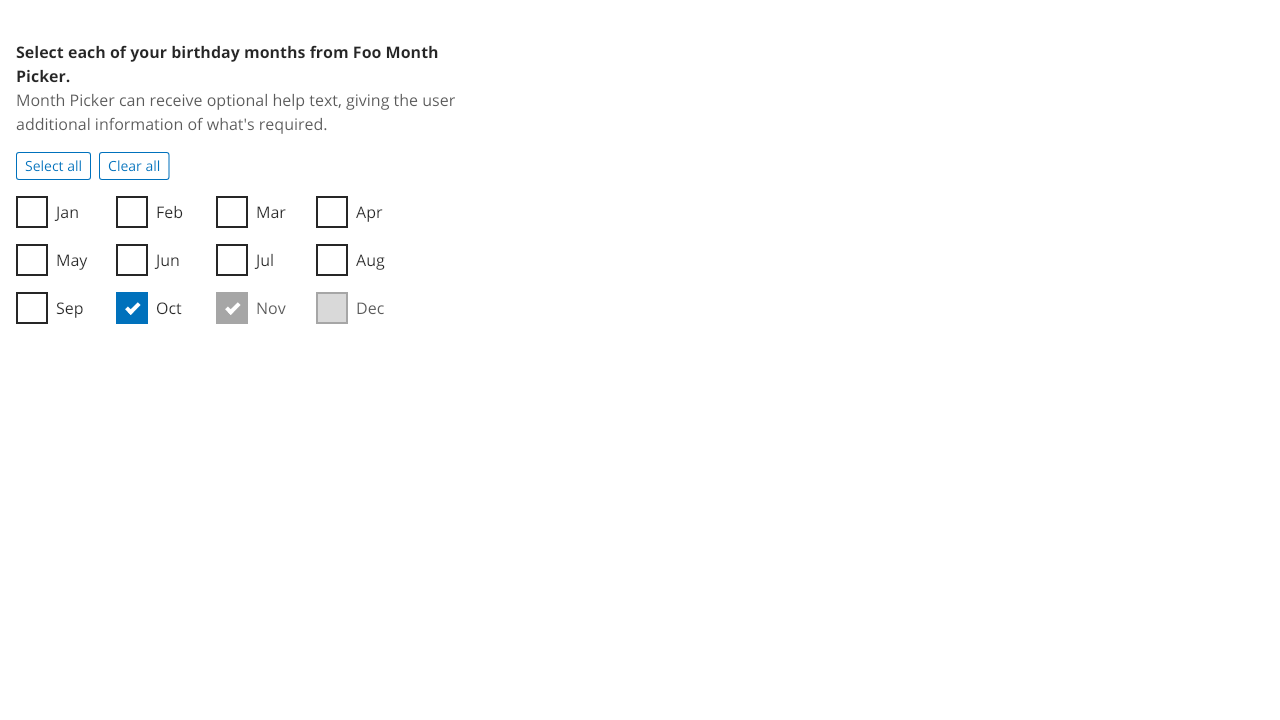 Select each of your birthday months from Foo Month
Picker.
Month Picker can receive optional help text, giving the user
additional information of what's required.
Select all Clear all
Jan Feb Mar Apr
May Jun Jul Aug
Sep Oct Nov Dec